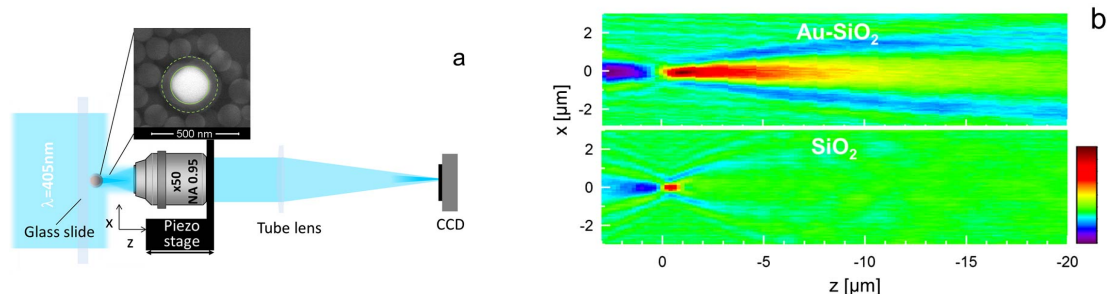 a
500 nm
λ=405nm
x50
NA 0.95
Glass slide
x
z
Piezo
stage
Tube lens
CCD
b
Au-SiO₂
SiO₂
x [µm]
2
0
-2
2
0
-2
0
-5
-10
-15
-20
z [µm]